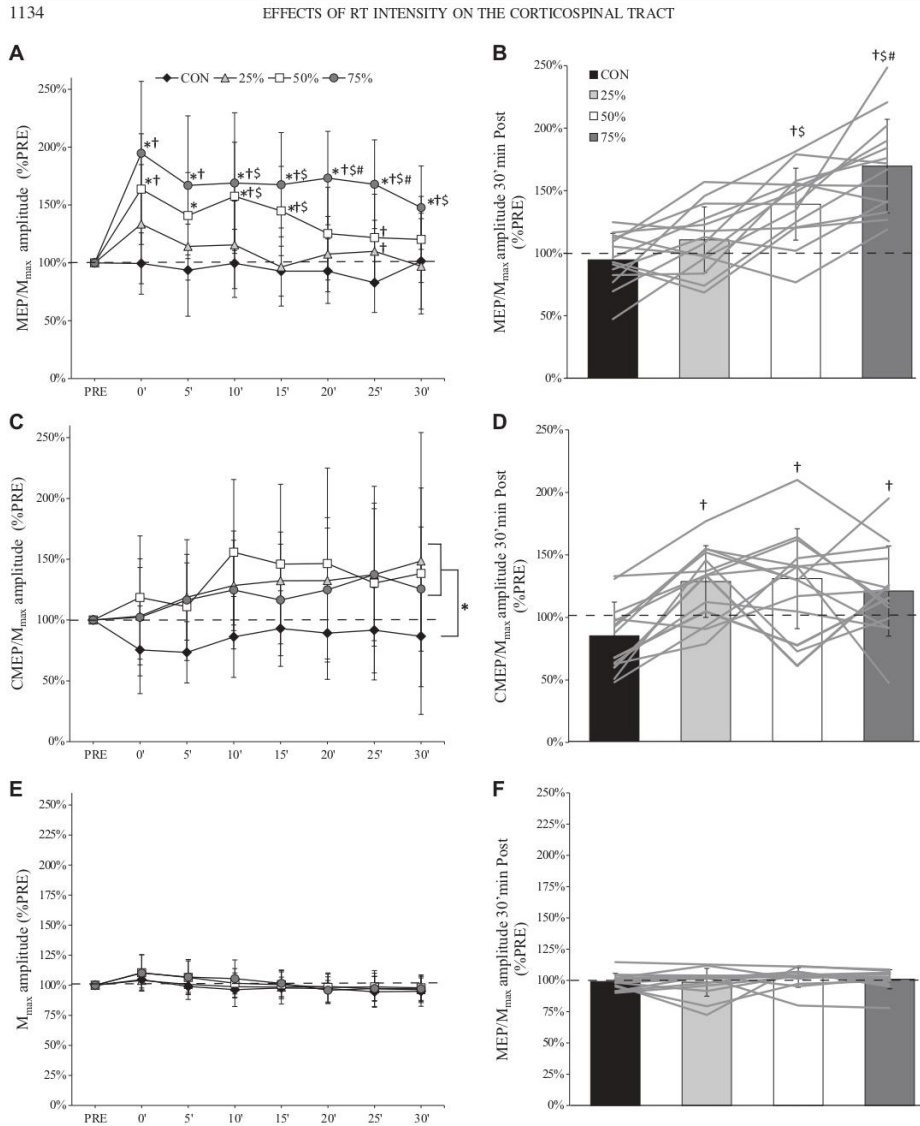 1134
EFFECTS OF RT INTENSITY ON THE CORTICOSPINAL TRACT
A
CON 25% 50% 75%
MEP/Mmax amplitude (%PRE)
250%
200%
150%
100%
50%
0%
*† *† *†$ *†$ *†$# *†$# *†$
*† * *†$ *†$ † †
PRE 0' 5' 10' 15' 20' 25' 30'
B
CON
25%
50%
75%
MEP/Mmax amplitude 30'min Post
(%PRE)
250%
200%
150%
100%
50%
0%
†$ †$#
C
CMEP/Mmax amplitude (%PRE)
250%
200%
150%
100%
50%
0%
*
PRE 0' 5' 10' 15' 20' 25' 30'
D
CMEP/Mmax amplitude 30'min Post
(%PRE)
250%
200%
150%
100%
50%
0%
† † †
E
Mmax amplitude (%PRE)
250%
225%
200%
175%
150%
125%
100%
75%
50%
25%
0%
PRE 0' 5' 10' 15' 20' 25' 30'
F
MEP/Mmax amplitude 30'min Post
(%PRE)
250%
225%
200%
175%
150%
125%
100%
75%
50%
25%
0%